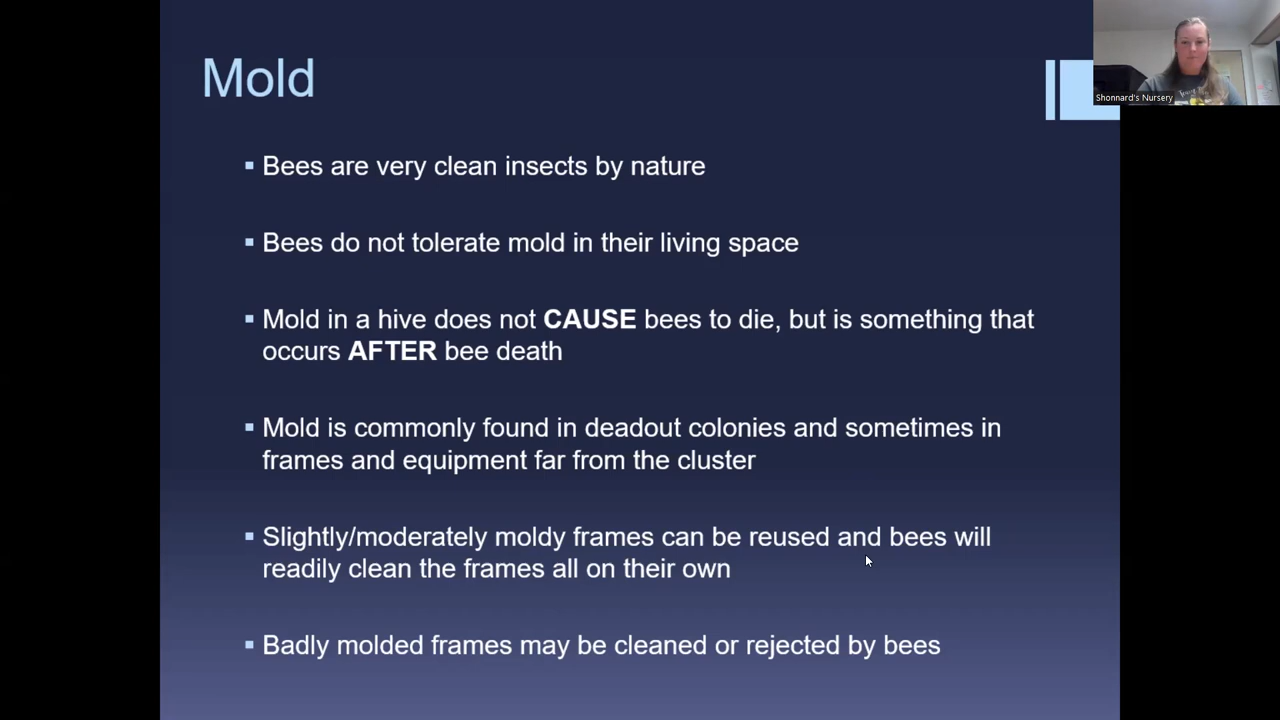 Mold
Shonnard's Nursery
Bees are very clean insects by nature
Bees do not tolerate mold in their living space
Mold in a hive does not CAUSE bees to die, but is something that
occurs AFTER bee death
Mold is commonly found in deadout colonies and sometimes in
frames and equipment far from the cluster
Slightly/moderately moldy frames can be reused and bees will
readily clean the frames all on their own
Badly molded frames may be cleaned or rejected by bees